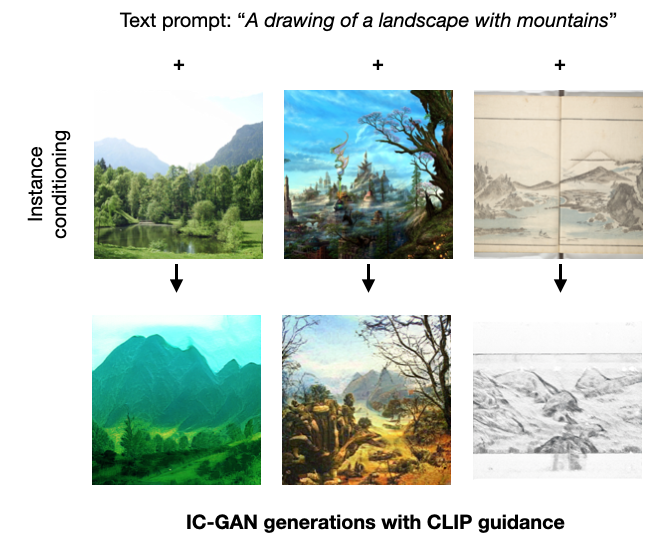 Text prompt: “A drawing of a landscape with mountains”
+ + +
Instance
conditioning
IC-GAN generations with CLIP guidance